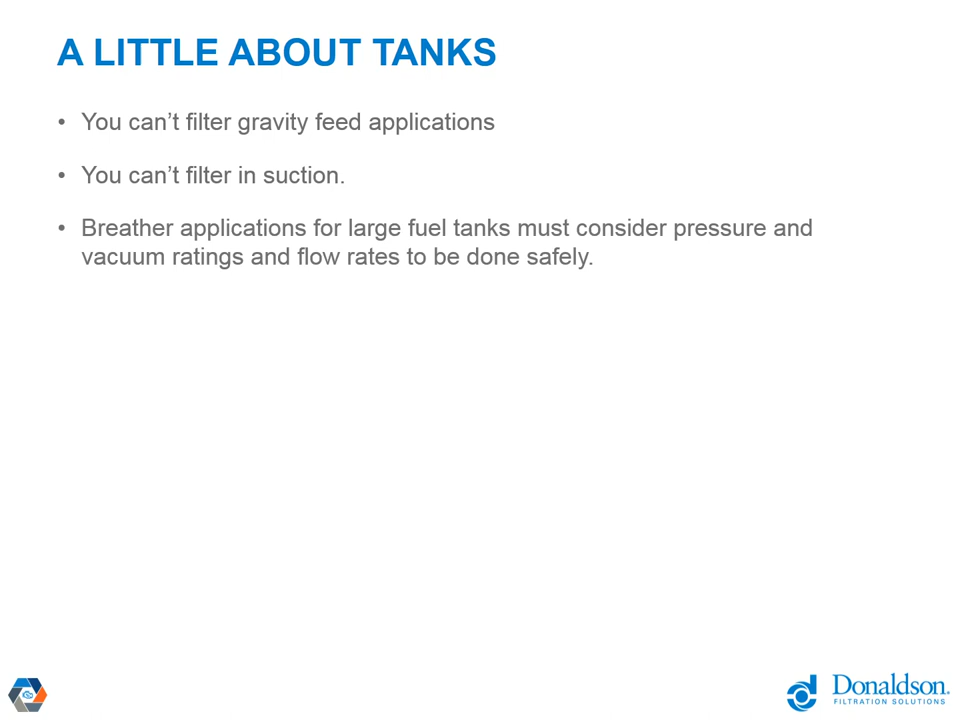 A LITTLE ABOUT TANKS
• You can’t filter gravity feed applications
• You can’t filter in suction.
• Breather applications for large fuel tanks must consider pressure and
vacuum ratings and flow rates to be done safely.
Donaldson.
FILTRATION SOLUTIONS